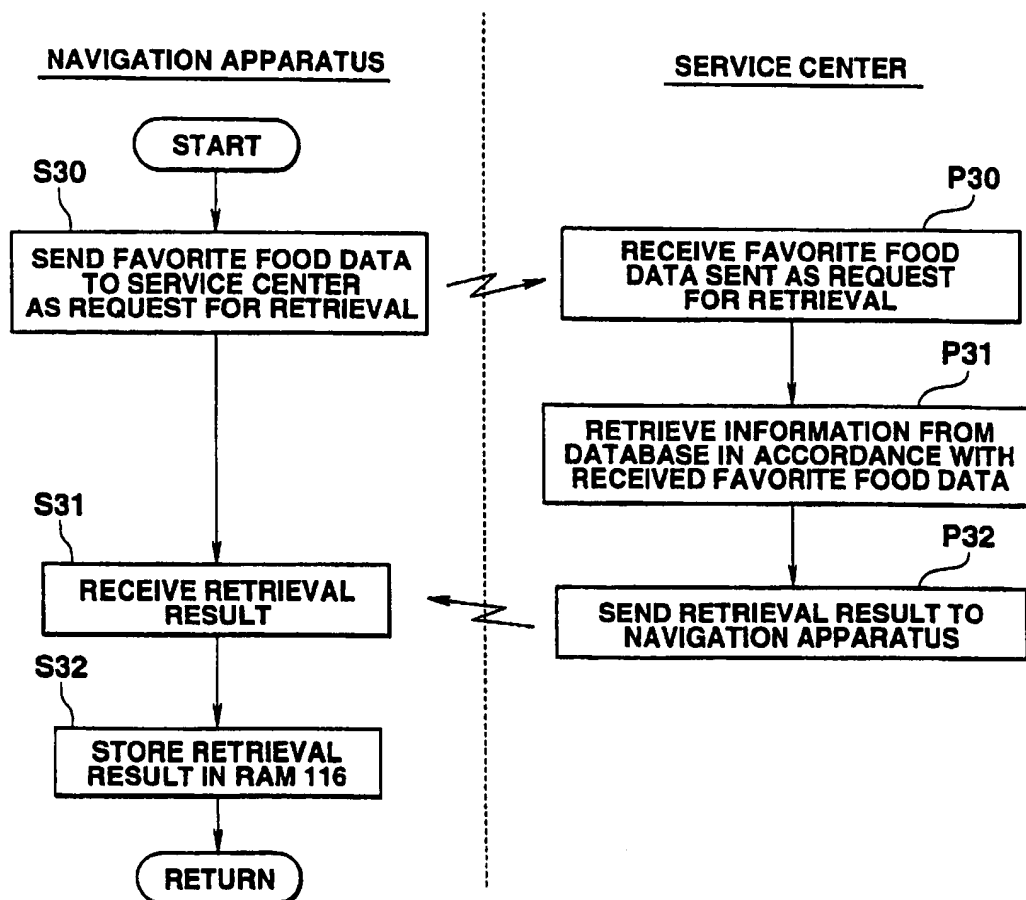 NAVIGATION APPARATUS
START
S30
SEND FAVORITE FOOD DATA
TO SERVICE CENTER
AS REQUEST FOR RETRIEVAL
S31
RECEIVE RETRIEVAL
RESULT
S32
STORE RETRIEVAL
RESULT IN RAM 116
RETURN
SERVICE CENTER
P30
RECEIVE FAVORITE FOOD
DATA SENT AS REQUEST
FOR RETRIEVAL
P31
RETRIEVE INFORMATION FROM
DATABASE IN ACCORDANCE WITH
RECEIVED FAVORITE FOOD DATA
P32
SEND RETRIEVAL RESULT TO
NAVIGATION APPARATUS